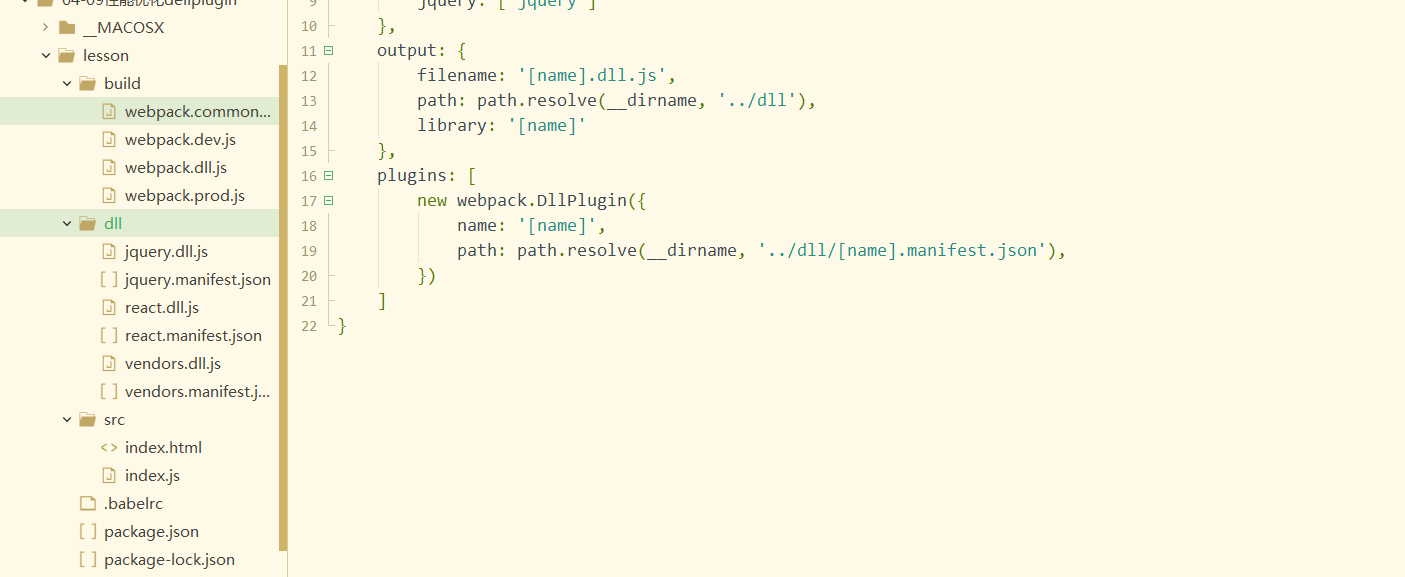 04-09性能优化dellplugin
__MACOSX
lesson
build
webpack.common...
webpack.dev.js
webpack.dll.js
webpack.prod.js
dll
jquery.dll.js
jquery.manifest.json
react.dll.js
react.manifest.json
vendors.dll.js
vendors.manifest.j...
src
index.html
index.js
.babelrc
package.json
package-lock.json
9 jquery: ['jquery']
10 },
11 output: {
12 filename: '[name].dll.js',
13 path: path.resolve(__dirname, '../dll'),
14 library: '[name]'
15 },
16 plugins: [
17 new webpack.DllPlugin({
18 name: '[name]',
19 path: path.resolve(__dirname, '../dll/[name].manifest.json'),
20 })
21 ]
22 }